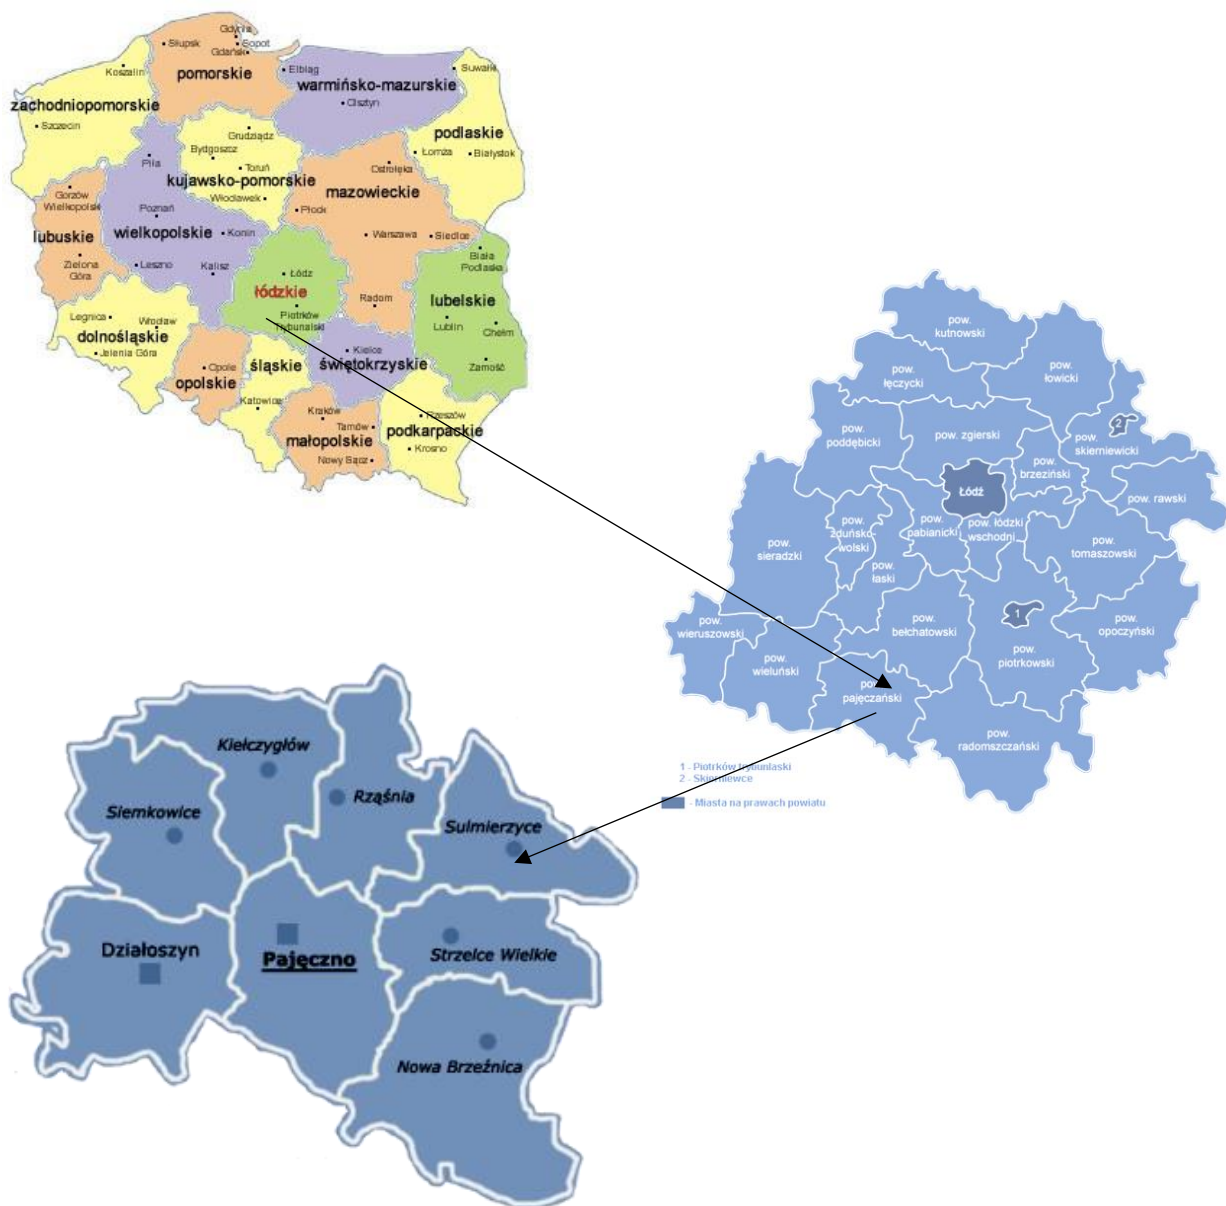 Gdynia
Słupsk
Sopot
Gdańsk
pomorskie
Koszalin
Elbląg
Suwałki
warmińsko-mazurskie
zachodniopomorskie
Olsztyn
Szczecin
Grudziądz
podlaskie
Bydgoszcz
Łomża
Białystok
Piła
Toruń
Ostrołęka
kujawsko-pomorskie
mazowieckie
Gorzów
Wielkopolski
Włocławek
Poznań
Płock
wielkopolskie
Konin
Warszawa
Siedlce
lubuskie
Biała
Podlaska
Zielona
Góra
Leszno
Kalisz
Łódź
łódzkie
lubelskie
Radom
Legnica
Wrocław
Piotrków
Trybunalski
Lublin
Chełm
dolnośląskie
Jelenia Góra
Kielce
śląskie
świętokrzyskie
Opole
Zamość
opolskie
Katowice
Kraków
Rzeszów
Tarnów
podkarpackie
małopolskie
Krosno
Nowy Sącz
pow.
kutnowski
pow.
łęczycki
pow.
łowicki
pow.
poddębicki
pow. zgierski
2
pow.
skierniewicki
pow.
brzeziński
Łódź
pow. rawski
pow.
sieradzki
pow.
zduńsko-
wolski
pow.
pabianicki
pow. łódzki
wschodni
pow.
tomaszowski
pow.
łaski
1
pow.
wieruszowski
pow.
bełchatowski
pow.
opoczyński
pow.
wieluński
pow.
piotrkowski
pow.
pajęczański
pow.
radomszczański
1 - Piotrków trybunlaski
2 - Skierniewce
- Miasta na prawach powiatu
Kiełczygłów
Siemkowice
Rząśnia
Sulmierzyce
Działoszyn
Pajęczno
Strzelce Wielkie
Nowa Brzeźnica